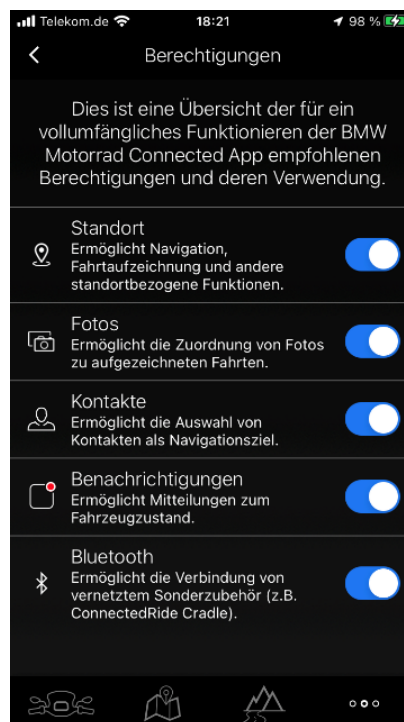 Telekom.de 18:21 98 %
Berechtigungen
Dies ist eine Übersicht der für ein
vollumfängliches Funktionieren der BMW
Motorrad Connected App empfohlenen
Berechtigungen und deren Verwendung.
Standort
Ermöglicht Navigation,
Fahrtaufzeichnung und andere
standortbezogene Funktionen.
Fotos
Ermöglicht die Zuordnung von Fotos
zu aufgezeichneten Fahrten.
Kontakte
Ermöglicht die Auswahl von
Kontakten als Navigationsziel.
Benachrichtigungen
Ermöglicht Mitteilungen zum
Fahrzeugzustand.
Bluetooth
Ermöglicht die Verbindung von
vernetztem Sonderzubehör (z.B.
ConnectedRide Cradle).